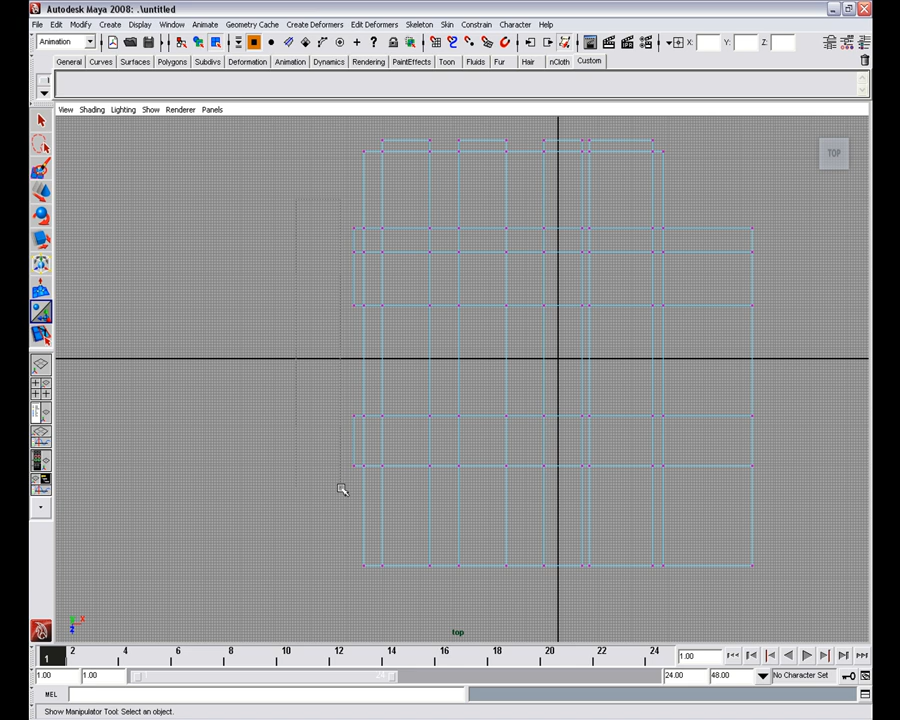 Autodesk Maya 2008: .\untitled
File Edit Modify Create Display Window Animate Geometry Cache Create Deformers Edit Deformers Skeleton Skin Constrain Character Help
Animation X: Y: Z:
General Curves Surfaces Polygons Subdivs Deformation Animation Dynamics Rendering PaintEffects Toon Fluids Fur Hair nCloth Custom
View Shading Lighting Show Renderer Panels
TOP
top
1 2 4 6 8 10 12 14 16 18 20 22 24 1.00
1.00 1.00 24 24.00 48.00 No Character Set
MEL
Show Manipulator Tool: Select an object.